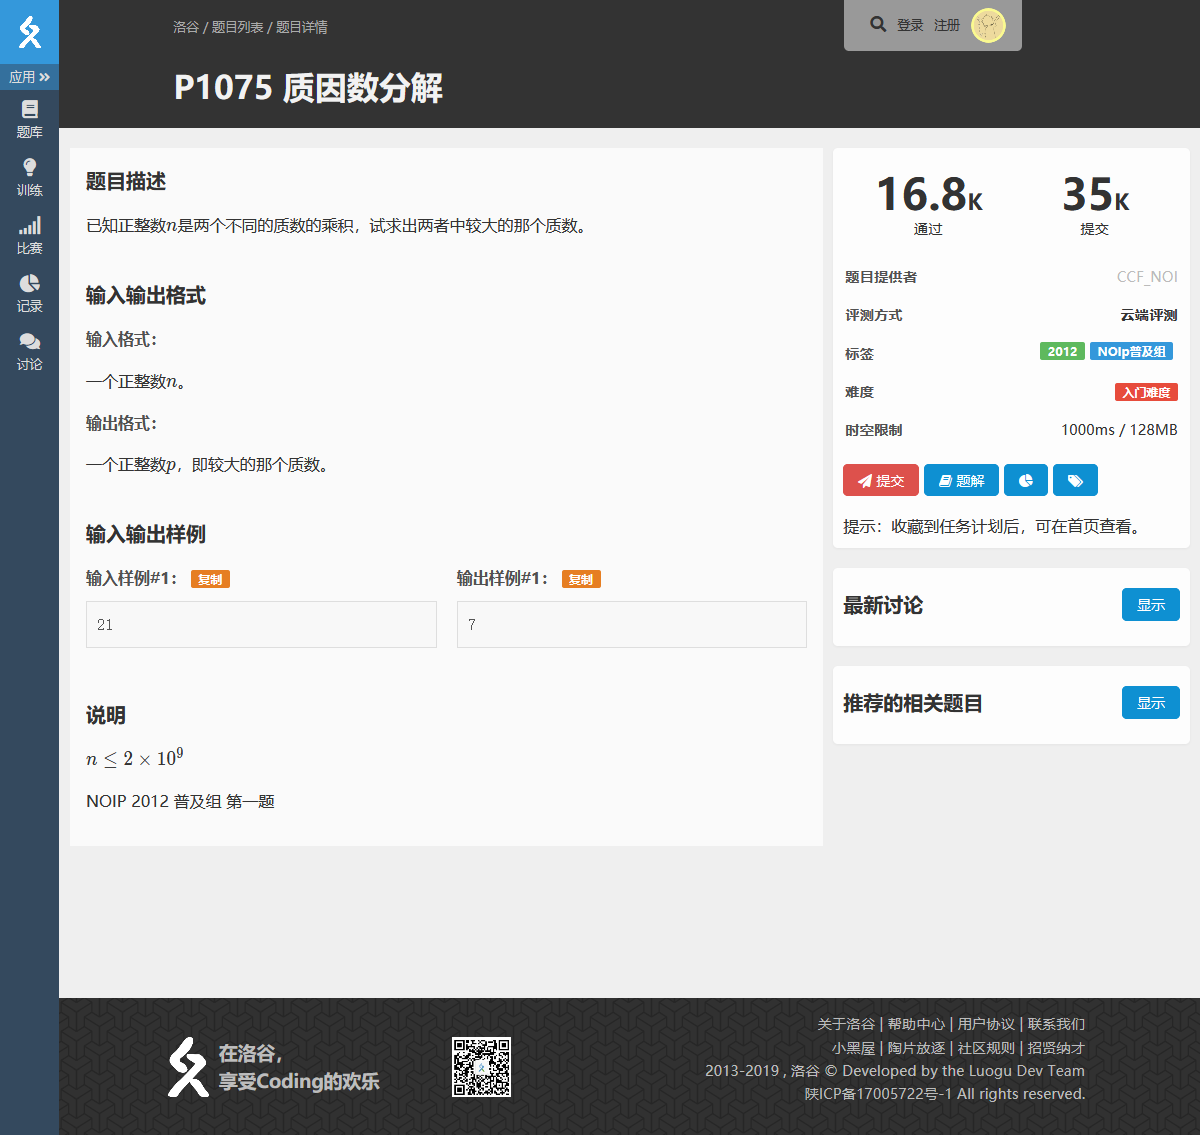 洛谷 / 题目列表 / 题目详情
登录 注册
P1075 质因数分解
应用
题库
训练
比赛
记录
讨论
题目描述
已知正整数n是两个不同的质数的乘积，试求出两者中较大的那个质数。
输入输出格式
输入格式：
一个正整数n。
输出格式：
一个正整数p，即较大的那个质数。
输入输出样例
输入样例#1： 复制
21
输出样例#1： 复制
7
说明
n ≤ 2 × 10⁹
NOIP 2012 普及组 第一题
16.8K
通过
35K
提交
题目提供者 CCF_NOI
评测方式 云端评测
标签 2012 NOIp普及组
难度 入门难度
时空限制 1000ms / 128MB
提交 题解
提示：收藏到任务计划后，可在首页查看。
最新讨论 显示
推荐的相关题目 显示
在洛谷，
享受Coding的欢乐
关于洛谷 | 帮助中心 | 用户协议 | 联系我们
小黑屋 | 陶片放逐 | 社区规则 | 招贤纳才
2013-2019 , 洛谷 © Developed by the Luogu Dev Team
陕ICP备17005722号-1 All rights reserved.